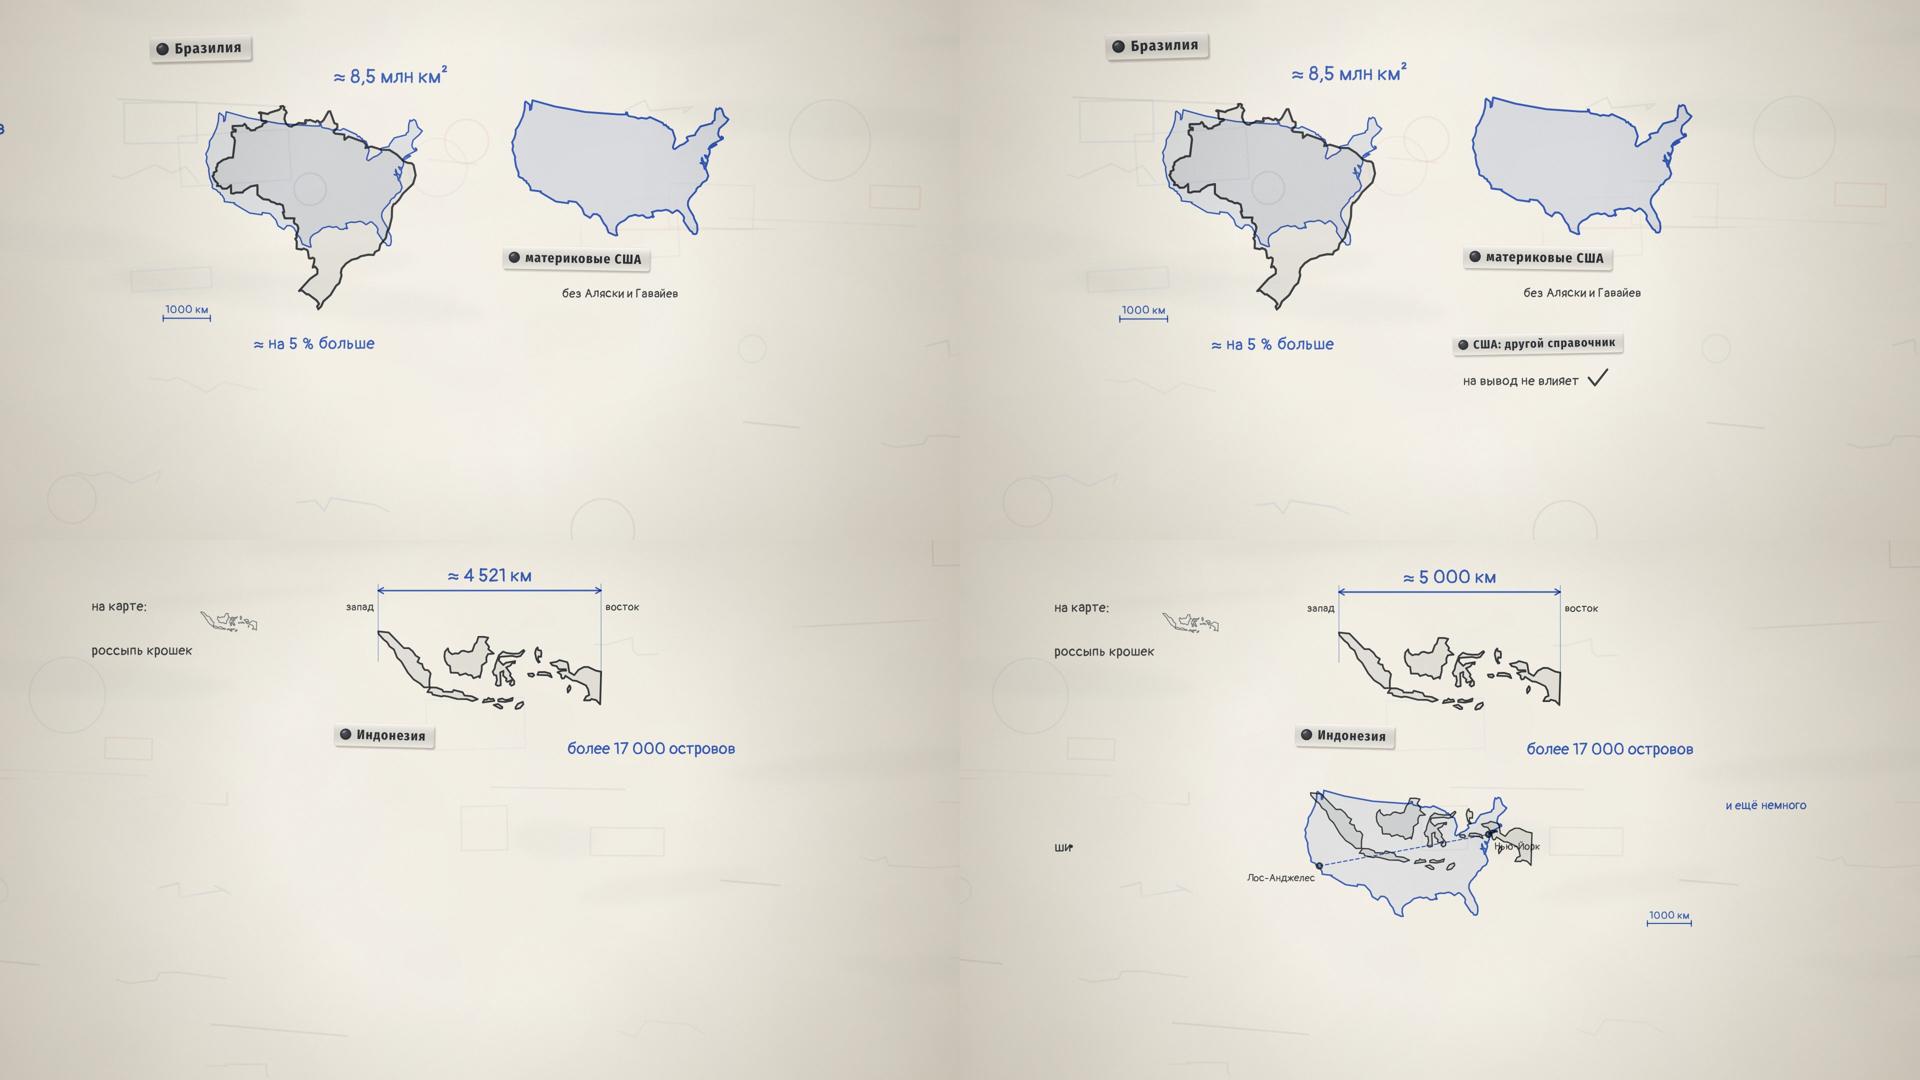 Бразилия
≈ 8,5 млн км²
материковые США
без Аляски и Гавайев
1000 км
≈ на 5 % больше
Бразилия
≈ 8,5 млн км²
материковые США
без Аляски и Гавайев
1000 км
≈ на 5 % больше
США: другой справочник
на вывод не влияет
≈ 4 521 км
на карте:
запад
восток
россыпь крошек
Индонезия
более 17 000 островов
≈ 5 000 км
на карте:
запад
восток
россыпь крошек
Индонезия
более 17 000 островов
и ещё немного
ши
Нью-Йорк
Лос-Анджелес
1000 км